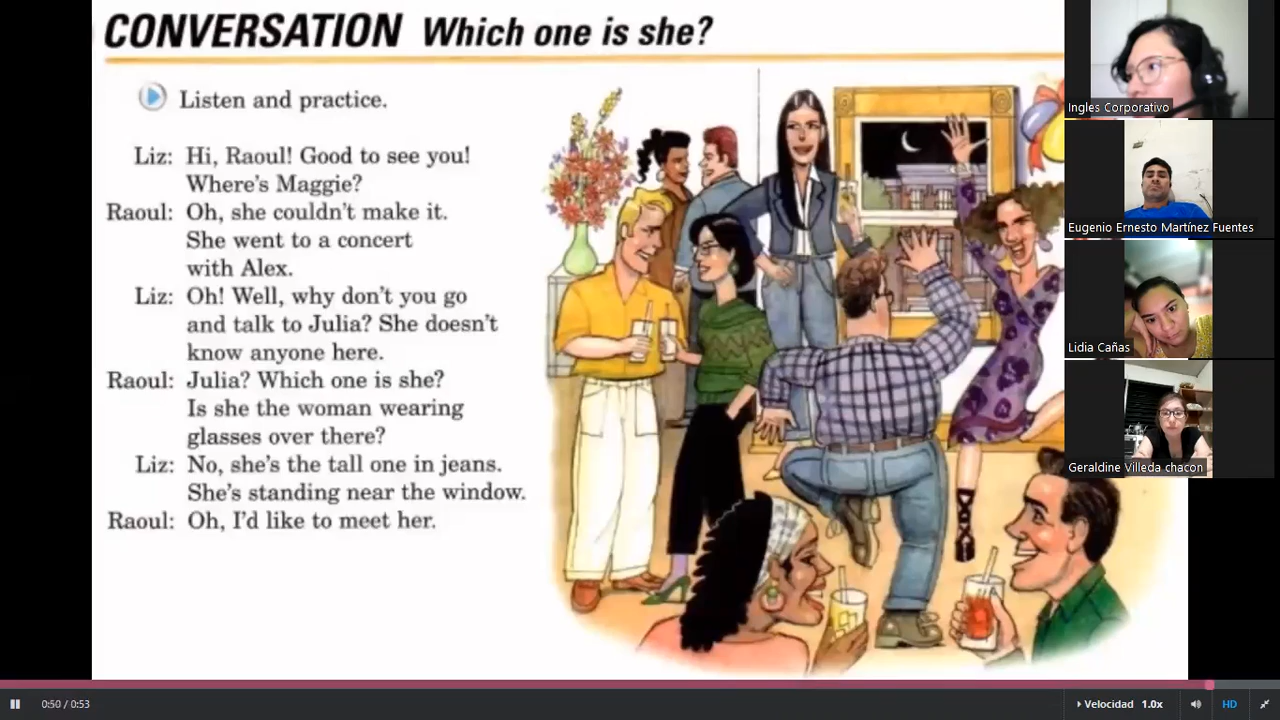 CONVERSATION Which one is she?
Listen and practice.
Liz: Hi, Raoul! Good to see you!
Where's Maggie?
Raoul: Oh, she couldn't make it.
She went to a concert
with Alex.
Liz: Oh! Well, why don't you go
and talk to Julia? She doesn't
know anyone here.
Raoul: Julia? Which one is she?
Is she the woman wearing
glasses over there?
Liz: No, she's the tall one in jeans.
She's standing near the window.
Raoul: Oh, I'd like to meet her.
Ingles Corporativo
Eugenio Ernesto Martínez Fuentes
Lidia Cañas
Geraldine Villeda chacon
0:50 / 0:53
Velocidad 1.0x
HD